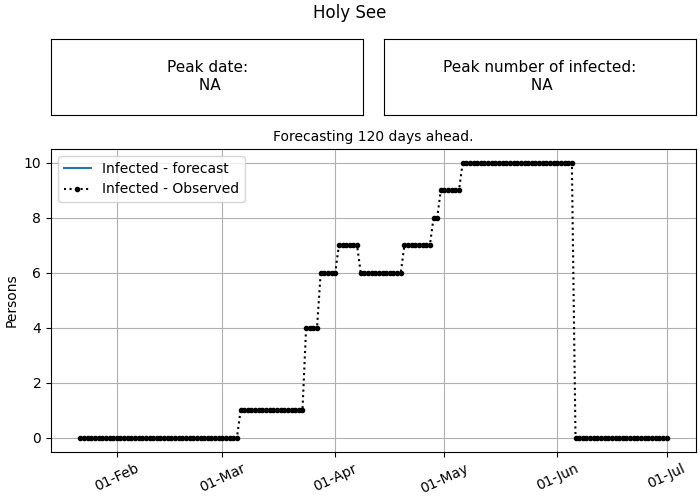 Holy See
Peak date:
NA
Peak number of infected:
NA
Forecasting 120 days ahead.
Infected - forecast
Infected - Observed
Persons
10
8
6
4
2
0
01-Feb
01-Mar
01-Apr
01-May
01-Jun
01-Jul